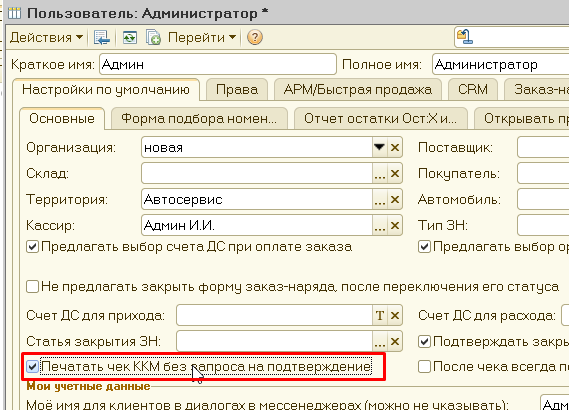 Пользователь: Администратор *
Действия Перейти ?
Краткое имя: Админ Полное имя: Администратор
Настройки по умолчанию Права АРМ/Быстрая продажа CRM Заказ-на
Основные Форма подбора номен... Отчет остатки Ост:Х и... Открывать пр
Организация: новая Поставщик:
Склад: ... Покупатель:
Территория: Автосервис ... Автомобиль:
Кассир: Админ И.И. ... Тип ЗН:
Предлагать выбор счета ДС при оплате заказа Предлагать выбор ор
Не предлагать закрыть форму заказ-наряда, после переключения его статуса
Счет ДС для прихода: T Счет ДС для расхода:
Статья закрытия ЗН: ... Подтверждать закры
Печатать чек ККМ без запроса на подтверждение После чека всегда по
Мои учетные данные
Моё имя для клиентов в диалогах в мессенджерах (можно не указывать): Адм